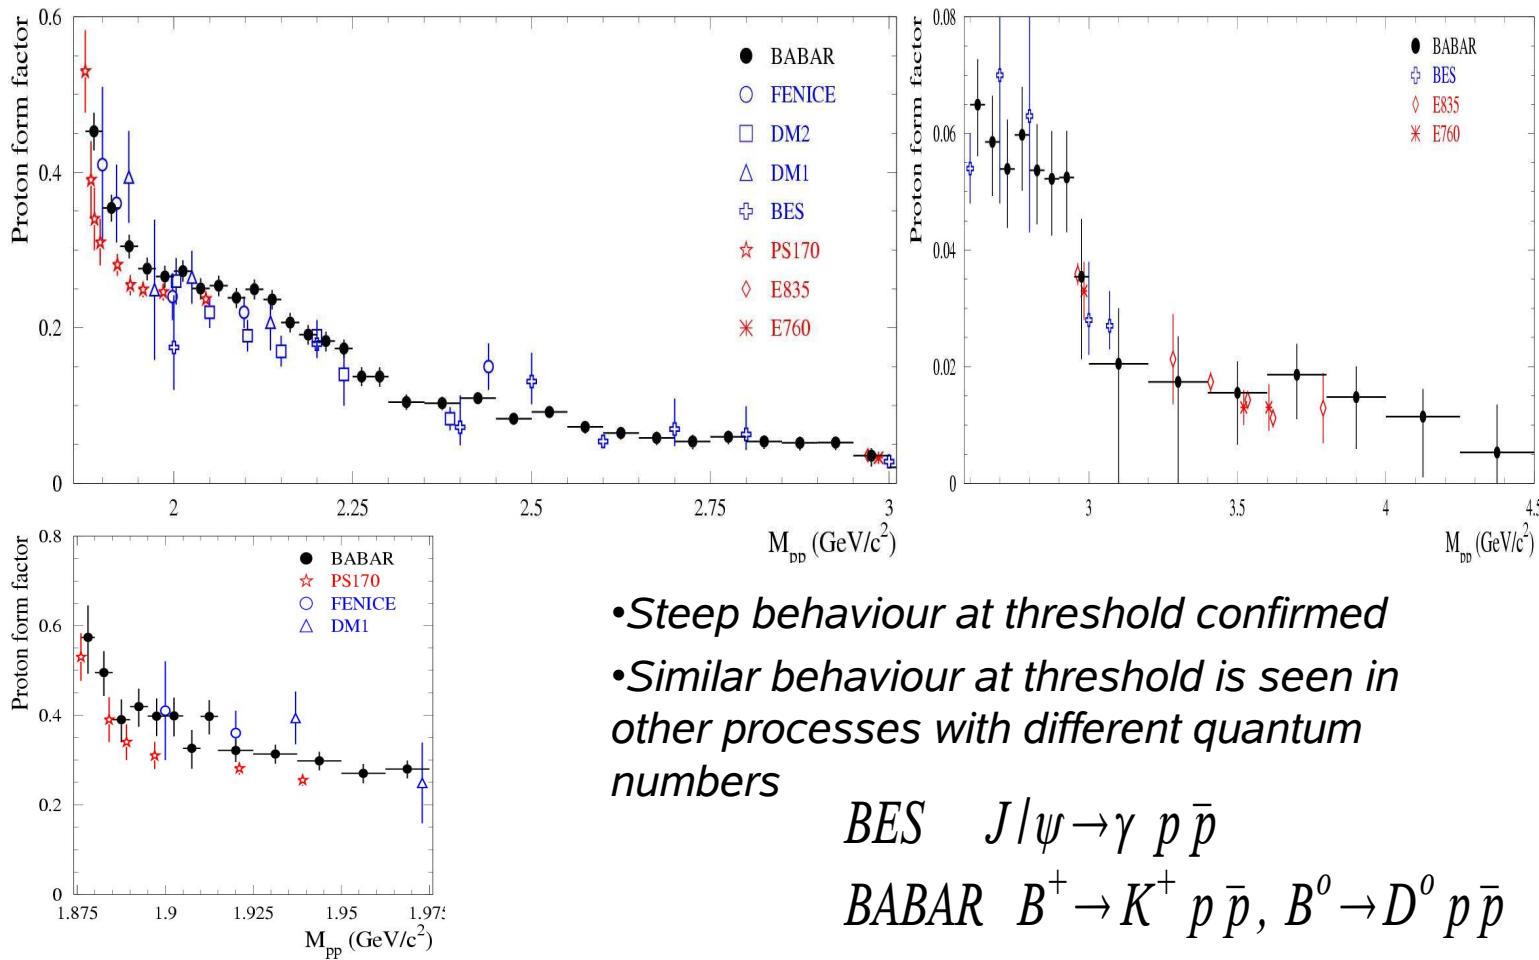 Proton form factor
0.6
0.4
0.2
0
BABAR
FENICE
DM2
DM1
BES
PS170
E835
E760
2 2.25 2.5 2.75 3
M_pp (GeV/c²)
Proton form factor
0.08
0.06
0.04
0.02
0
BABAR
BES
E835
E760
3 3.5 4 4.5
M_pp (GeV/c²)
Proton form factor
0.8
0.6
0.4
0.2
0
BABAR
PS170
FENICE
DM1
1.875 1.9 1.925 1.95 1.975
M_pp (GeV/c²)
•Steep behaviour at threshold confirmed
•Similar behaviour at threshold is seen in
other processes with different quantum
numbers
BES J/ψ→γ p p̄
BABAR B⁺→K⁺ p p̄, B⁰→D⁰ p p̄